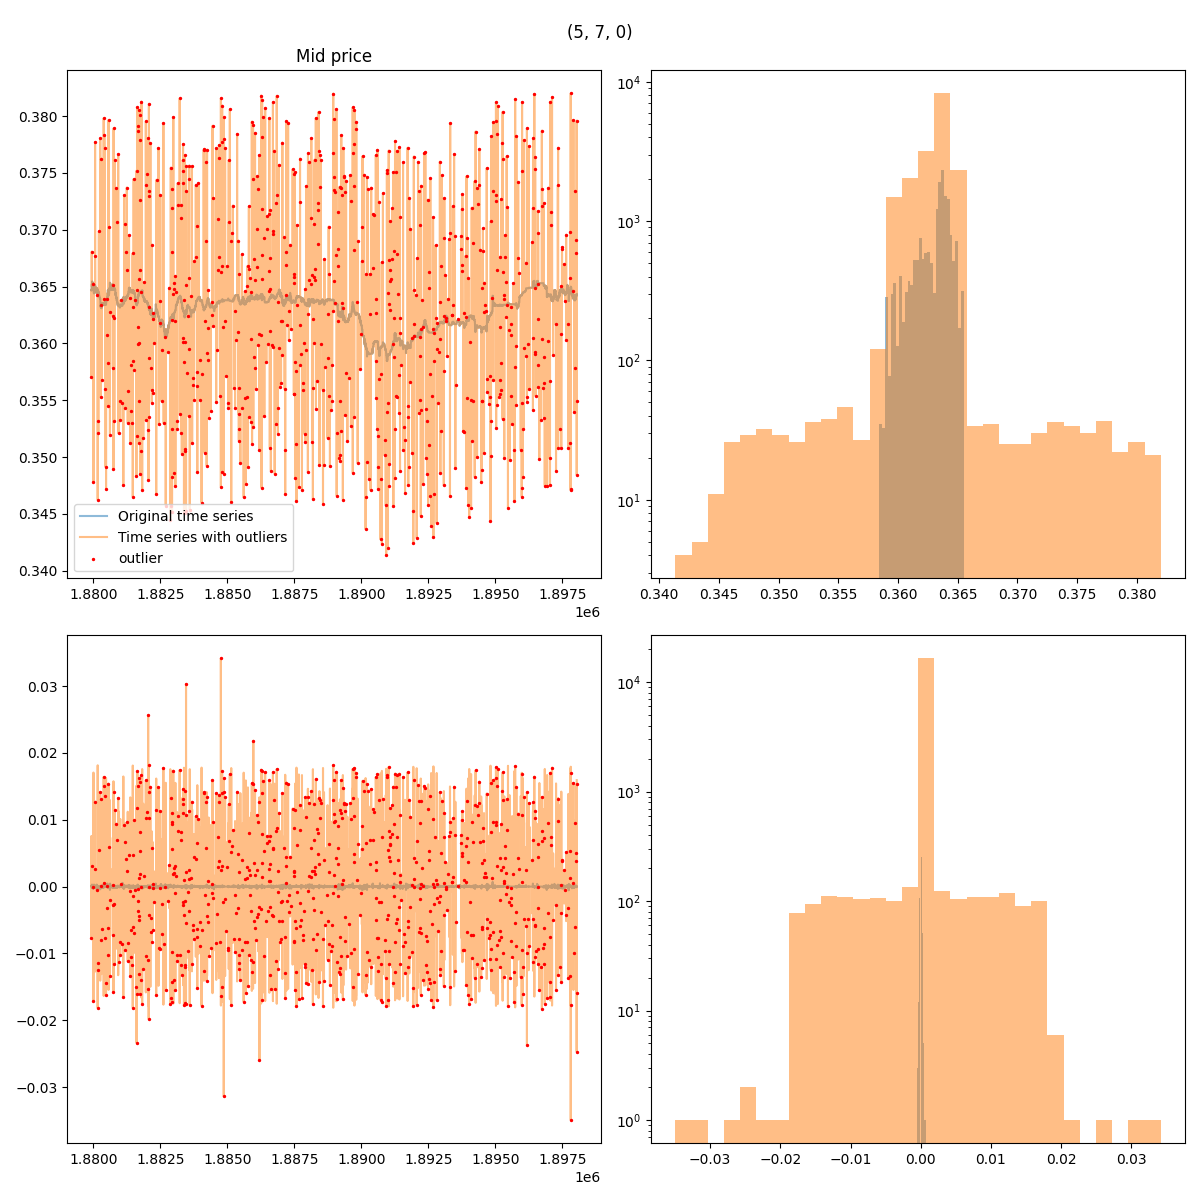 (5, 7, 0)
Mid price
0.380
0.375
0.370
0.365
0.360
0.355
0.350
0.345
0.340
Original time series
Time series with outliers
outlier
1.8800 1.8825 1.8850 1.8875 1.8900 1.8925 1.8950 1.8975
1e6
10⁴
10³
10²
10¹
0.340 0.345 0.350 0.355 0.360 0.365 0.370 0.375 0.380
0.03
0.02
0.01
0.00
−0.01
−0.02
−0.03
1.8800 1.8825 1.8850 1.8875 1.8900 1.8925 1.8950 1.8975
1e6
10⁴
10³
10²
10¹
10⁰
−0.03 −0.02 −0.01 0.00 0.01 0.02 0.03